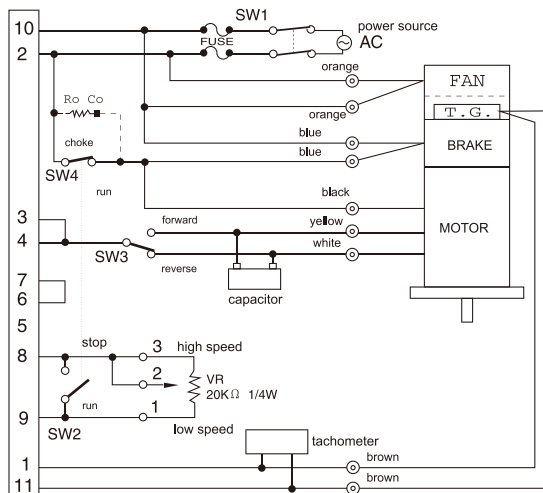 SW1
10
power source
FUSE
AC
2
orange
FAN
Ro Co
orange
T.G.
choke
blue
BRAKE
blue
SW4
run
black
3
forward
yellow
MOTOR
4
SW3
white
reverse
7
capacitor
6
5
stop
3
high speed
8
2
VR
20KΩ 1/4W
run
1
9
low speed
SW2
tachometer
brown
1
brown
11